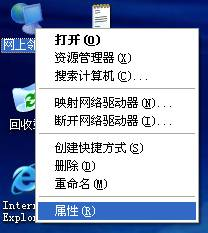 网上邻
打开(O)
资源管理器(X)
搜索计算机(C)...
映射网络驱动器(N)...
断开网络驱动器(I)...
回收
创建快捷方式(S)
删除(D)
重命名(M)
Intern
Explor
属性(R)